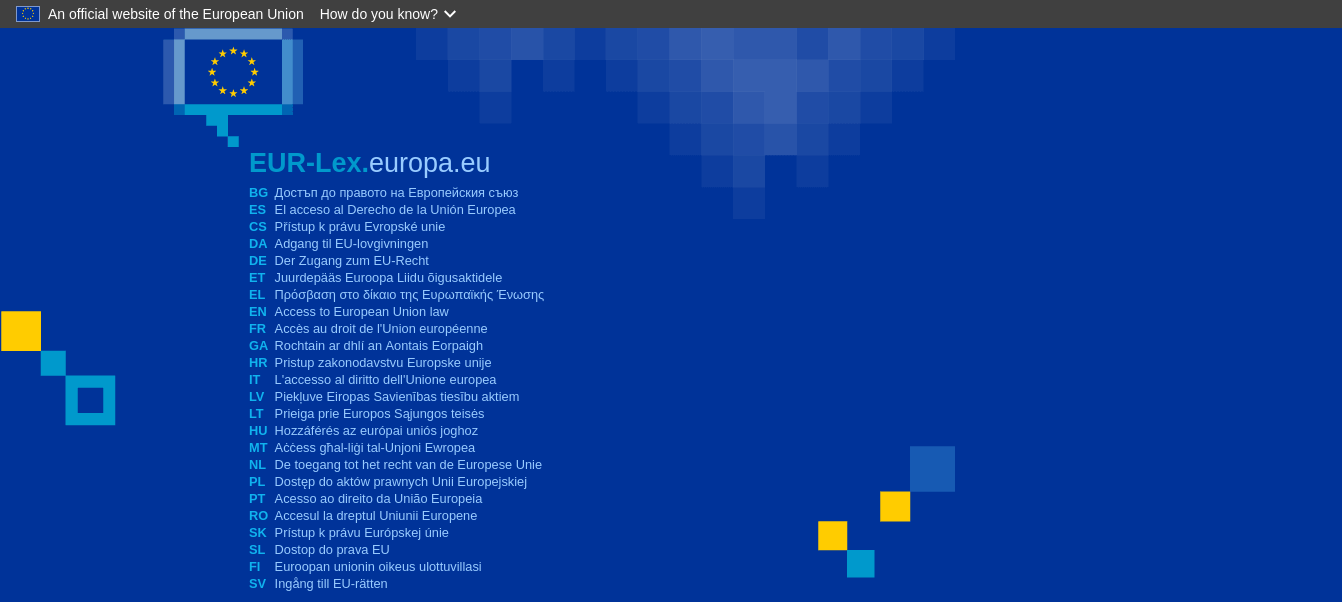 An official website of the European Union How do you know?
EUR-Lex.europa.eu
BG Достъп до правото на Европейския съюз
ES El acceso al Derecho de la Unión Europea
CS Přístup k právu Evropské unie
DA Adgang til EU-lovgivningen
DE Der Zugang zum EU-Recht
ET Juurdepääs Euroopa Liidu õigusaktidele
EL Πρόσβαση στο δίκαιο της Ευρωπαϊκής Ένωσης
EN Access to European Union law
FR Accès au droit de l'Union européenne
GA Rochtain ar dhlí an Aontais Eorpaigh
HR Pristup zakonodavstvu Europske unije
IT L'accesso al diritto dell'Unione europea
LV Piekļuve Eiropas Savienības tiesību aktiem
LT Prieiga prie Europos Sąjungos teisės
HU Hozzáférés az európai uniós joghoz
MT Aċċess għal-liġi tal-Unjoni Ewropea
NL De toegang tot het recht van de Europese Unie
PL Dostęp do aktów prawnych Unii Europejskiej
PT Acesso ao direito da União Europeia
RO Accesul la dreptul Uniunii Europene
SK Prístup k právu Európskej únie
SL Dostop do prava EU
FI Euroopan unionin oikeus ulottuvillasi
SV Ingång till EU-rätten